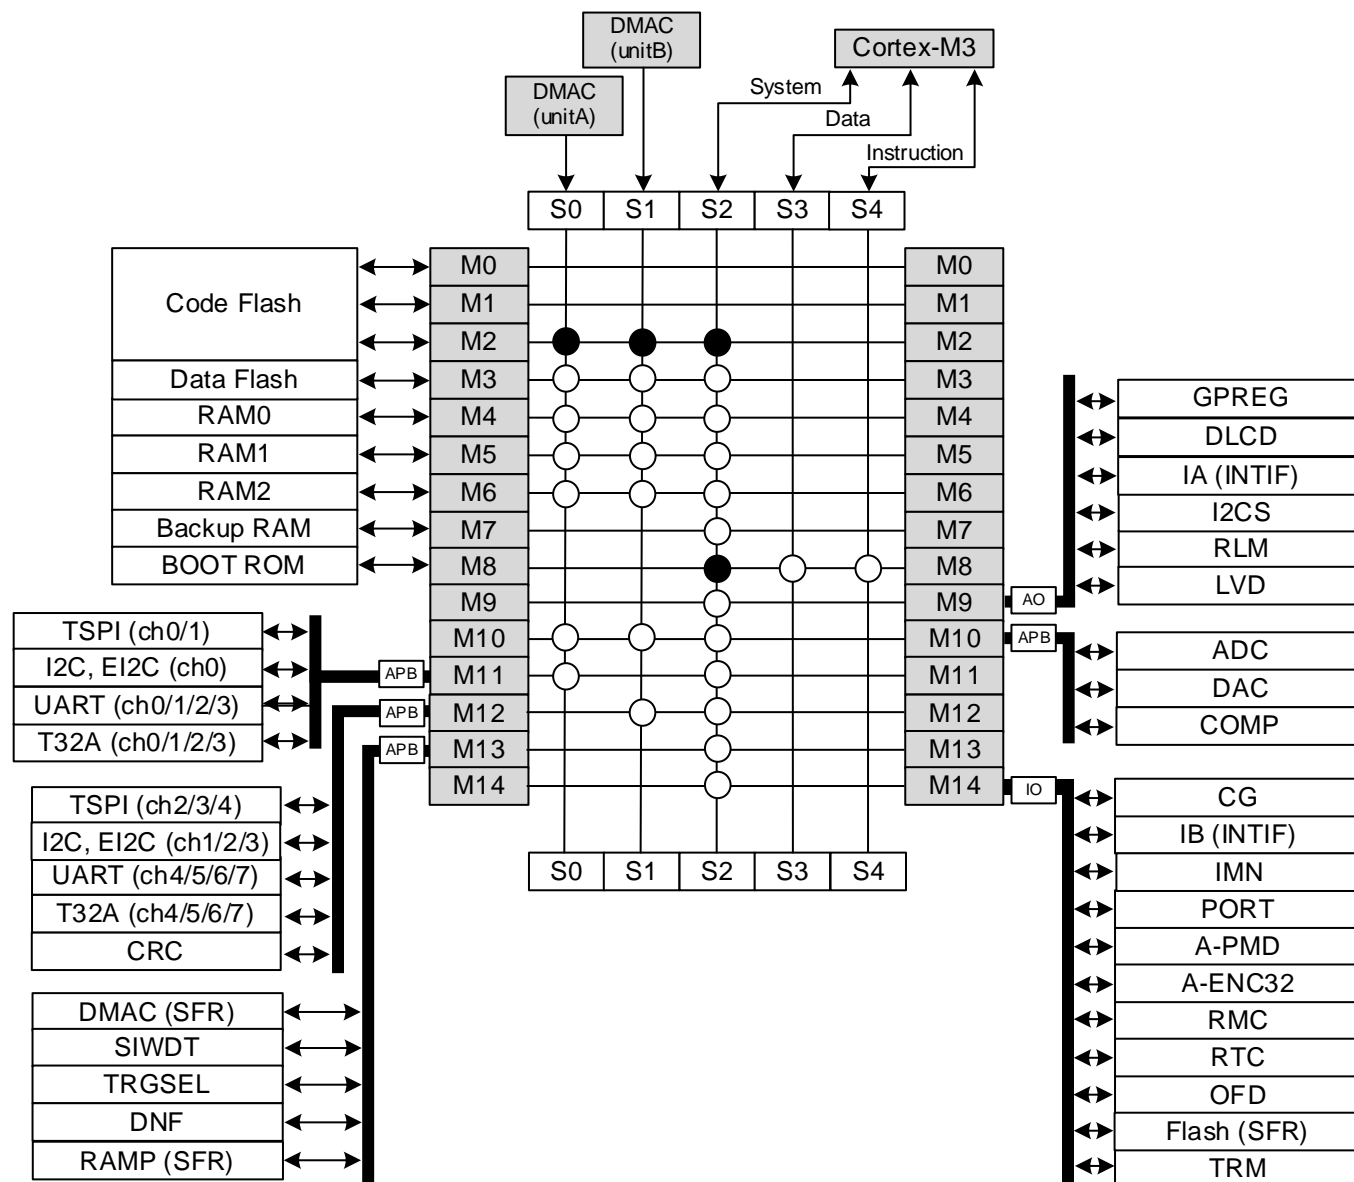 DMAC
(unitB)
Cortex-M3
DMAC
(unitA)
System
Data
Instruction
S0 S1 S2 S3 S4
Code Flash
M0 M0
M1 M1
M2 M2
Data Flash M3 M3
RAM0 M4 M4
RAM1 M5 M5
RAM2 M6 M6
Backup RAM M7 M7
BOOT ROM M8 M8
M9 M9 AO
M10 M10 APB
APB M11 M11
APB M12 M12
APB M13 M13
M14 M14 IO
S0 S1 S2 S3 S4
TSPI (ch0/1)
I2C, EI2C (ch0)
UART (ch0/1/2/3)
T32A (ch0/1/2/3)
TSPI (ch2/3/4)
I2C, EI2C (ch1/2/3)
UART (ch4/5/6/7)
T32A (ch4/5/6/7)
CRC
DMAC (SFR)
SIWDT
TRGSEL
DNF
RAMP (SFR)
GPREG
DLCD
IA (INTIF)
I2CS
RLM
LVD
ADC
DAC
COMP
CG
IB (INTIF)
IMN
PORT
A-PMD
A-ENC32
RMC
RTC
OFD
Flash (SFR)
TRM